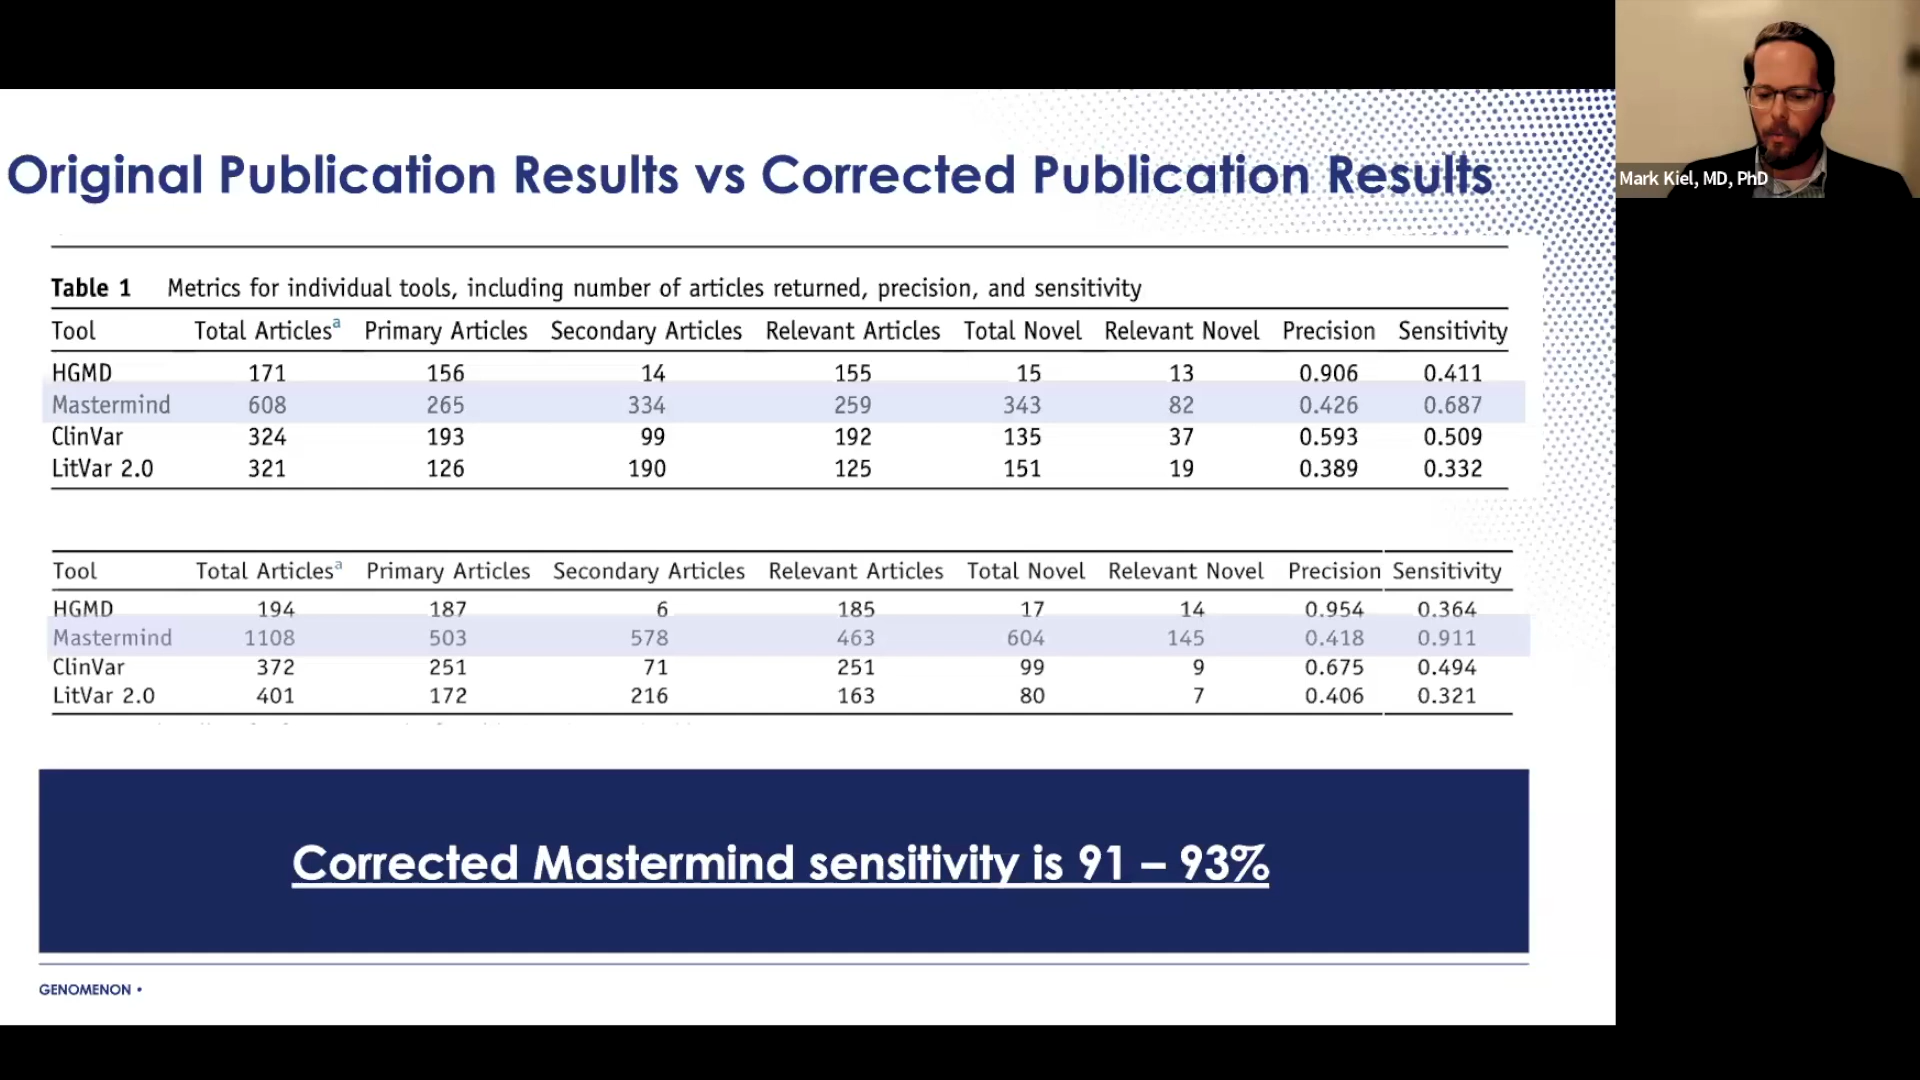 Original Publication Results vs Corrected Publication Results
Mark Kiel, MD, PhD
Table 1 Metrics for individual tools, including number of articles returned, precision, and sensitivity
Tool Total Articlesa Primary Articles Secondary Articles Relevant Articles Total Novel Relevant Novel Precision Sensitivity
HGMD 171 156 14 155 15 13 0.906 0.411
Mastermind 608 265 334 259 343 82 0.426 0.687
ClinVar 324 193 99 192 135 37 0.593 0.509
LitVar 2.0 321 126 190 125 151 19 0.389 0.332
Tool Total Articlesa Primary Articles Secondary Articles Relevant Articles Total Novel Relevant Novel Precision Sensitivity
HGMD 194 187 6 185 17 14 0.954 0.364
Mastermind 1108 503 578 463 604 145 0.418 0.911
ClinVar 372 251 71 251 99 9 0.675 0.494
LitVar 2.0 401 172 216 163 80 7 0.406 0.321
Corrected Mastermind sensitivity is 91 – 93%
GENOMENON •